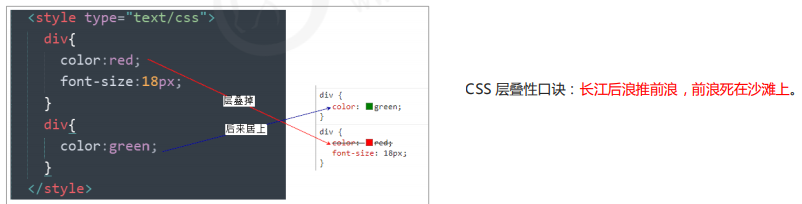 <style type="text/css">
div{
color:red;
font-size:18px;
}
div{
color:green;
}
</style>
层叠掉
后来居上
div {
color: green;
}
div {
color: red;
font-size: 18px;
}
CSS 层叠性口诀：长江后浪推前浪，前浪死在沙滩上。